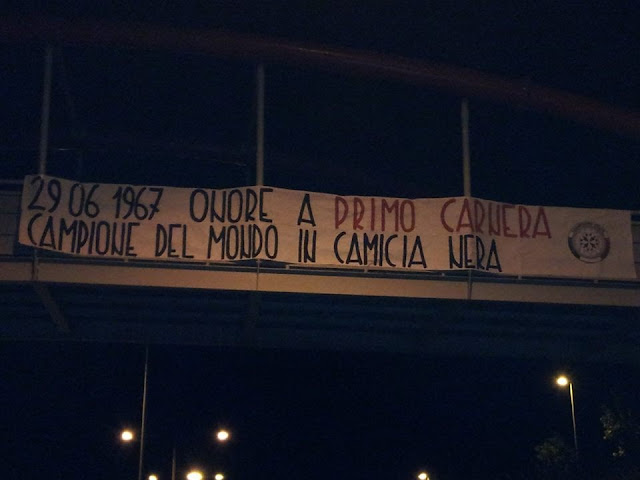 29 06 1967 ONORE A PRIMO CARNERA
CAMPIONE DEL MONDO IN CAMICIA NERA